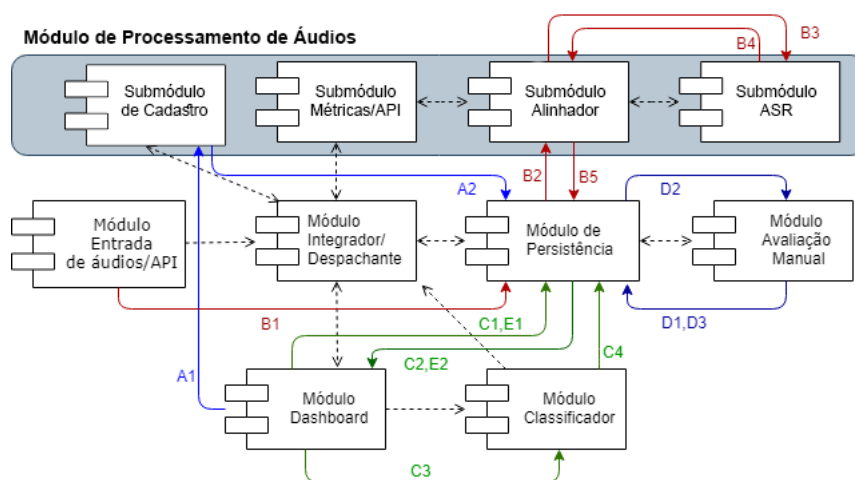 Módulo de Processamento de Áudios
B3
B4
Submódulo
de Cadastro
Submódulo
Métricas/API
Submódulo
Alinhador
Submódulo
ASR
A2
B2
B5
D2
Módulo
Entrada
de áudios/API
Módulo
Integrador/
Despachante
Módulo de
Persistência
Módulo
Avaliação
Manual
B1
C1,E1
D1,D3
C2,E2
C4
A1
Módulo
Dashboard
Módulo
Classificador
C3